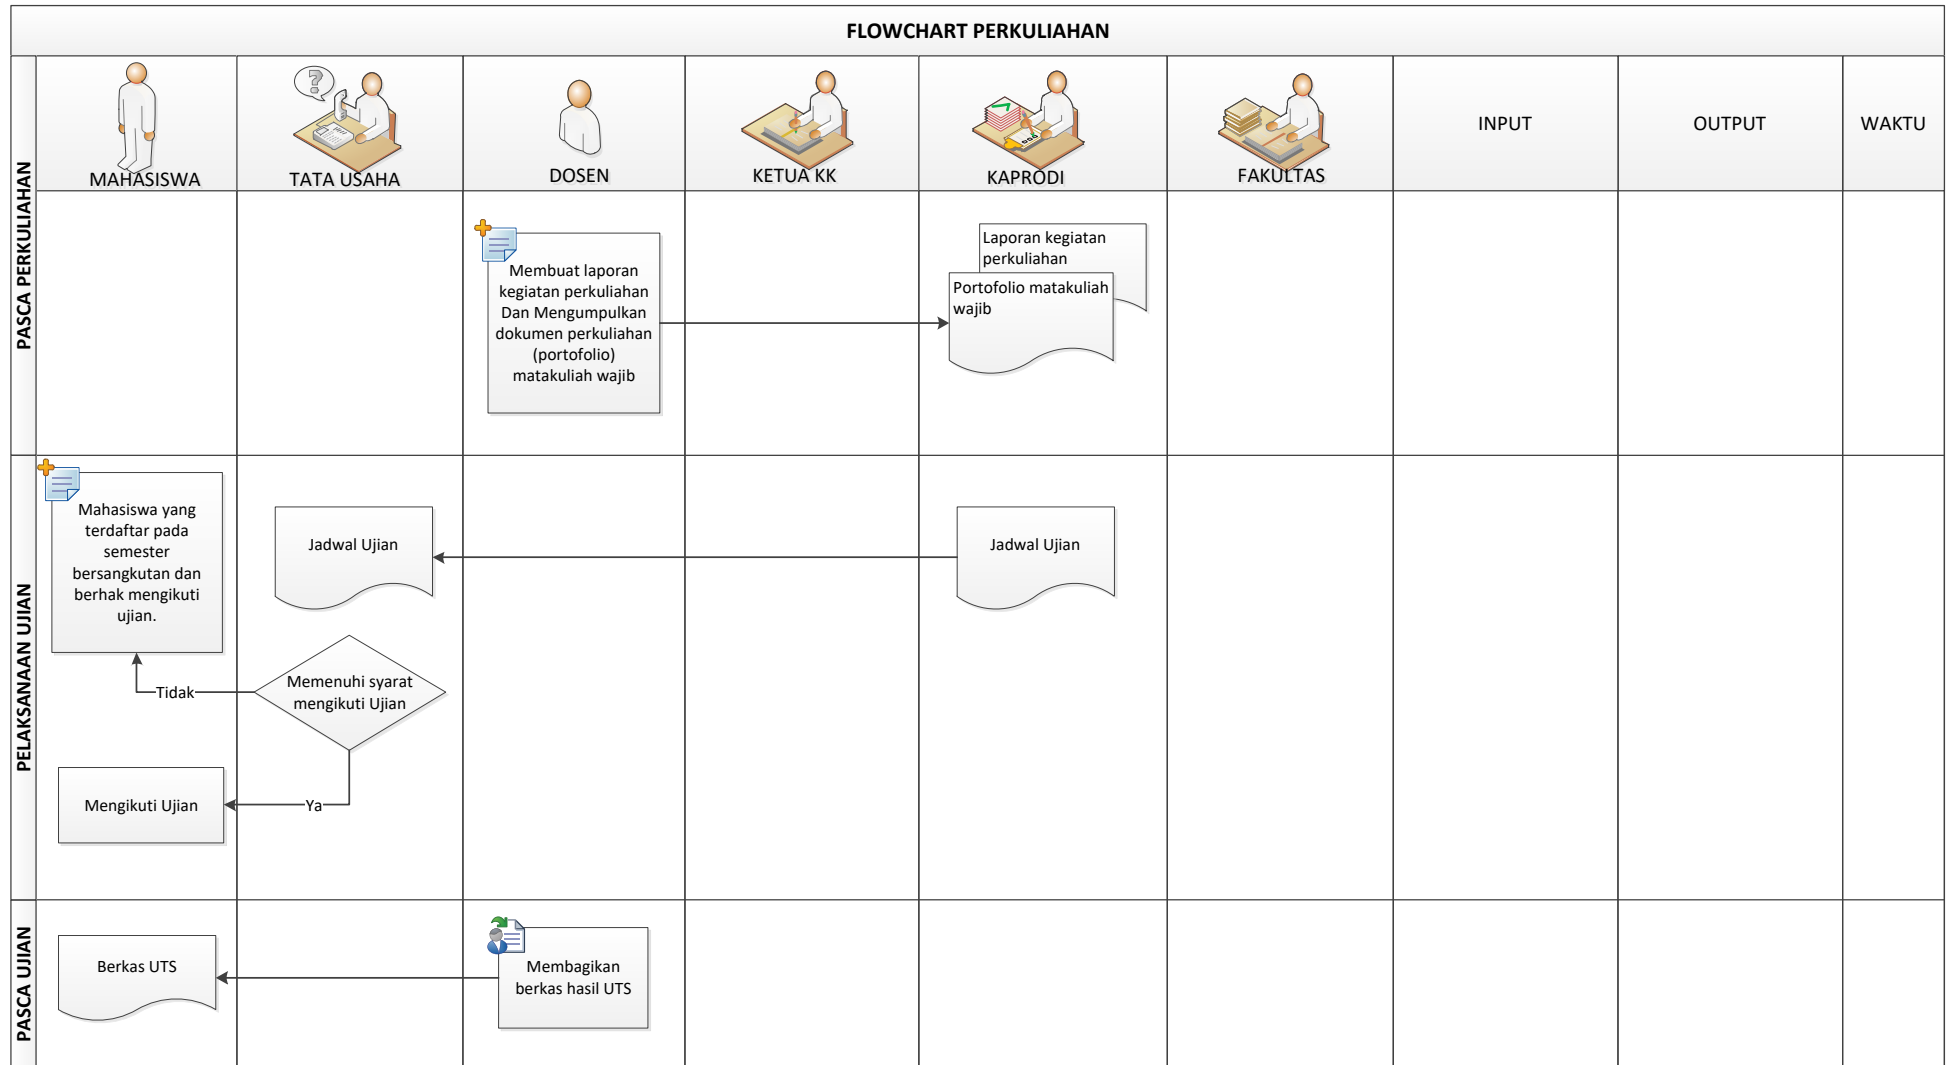 FLOWCHART PERKULIAHAN
MAHASISWA
TATA USAHA
DOSEN
KETUA KK
KAPRODI
FAKULTAS
INPUT
OUTPUT
WAKTU
PASCA PERKULIAHAN
Membuat laporan
kegiatan perkuliahan
Dan Mengumpulkan
dokumen perkuliahan
(portofolio)
matakuliah wajib
Laporan kegiatan
perkuliahan
Portofolio matakuliah
wajib
PELAKSANAAN UJIAN
Mahasiswa yang
terdaftar pada
semester
bersangkutan dan
berhak mengikuti
ujian.
Jadwal Ujian
Jadwal Ujian
Memenuhi syarat
mengikuti Ujian
Tidak
Ya
Mengikuti Ujian
PASCA UJIAN
Berkas UTS
Membagikan
berkas hasil UTS